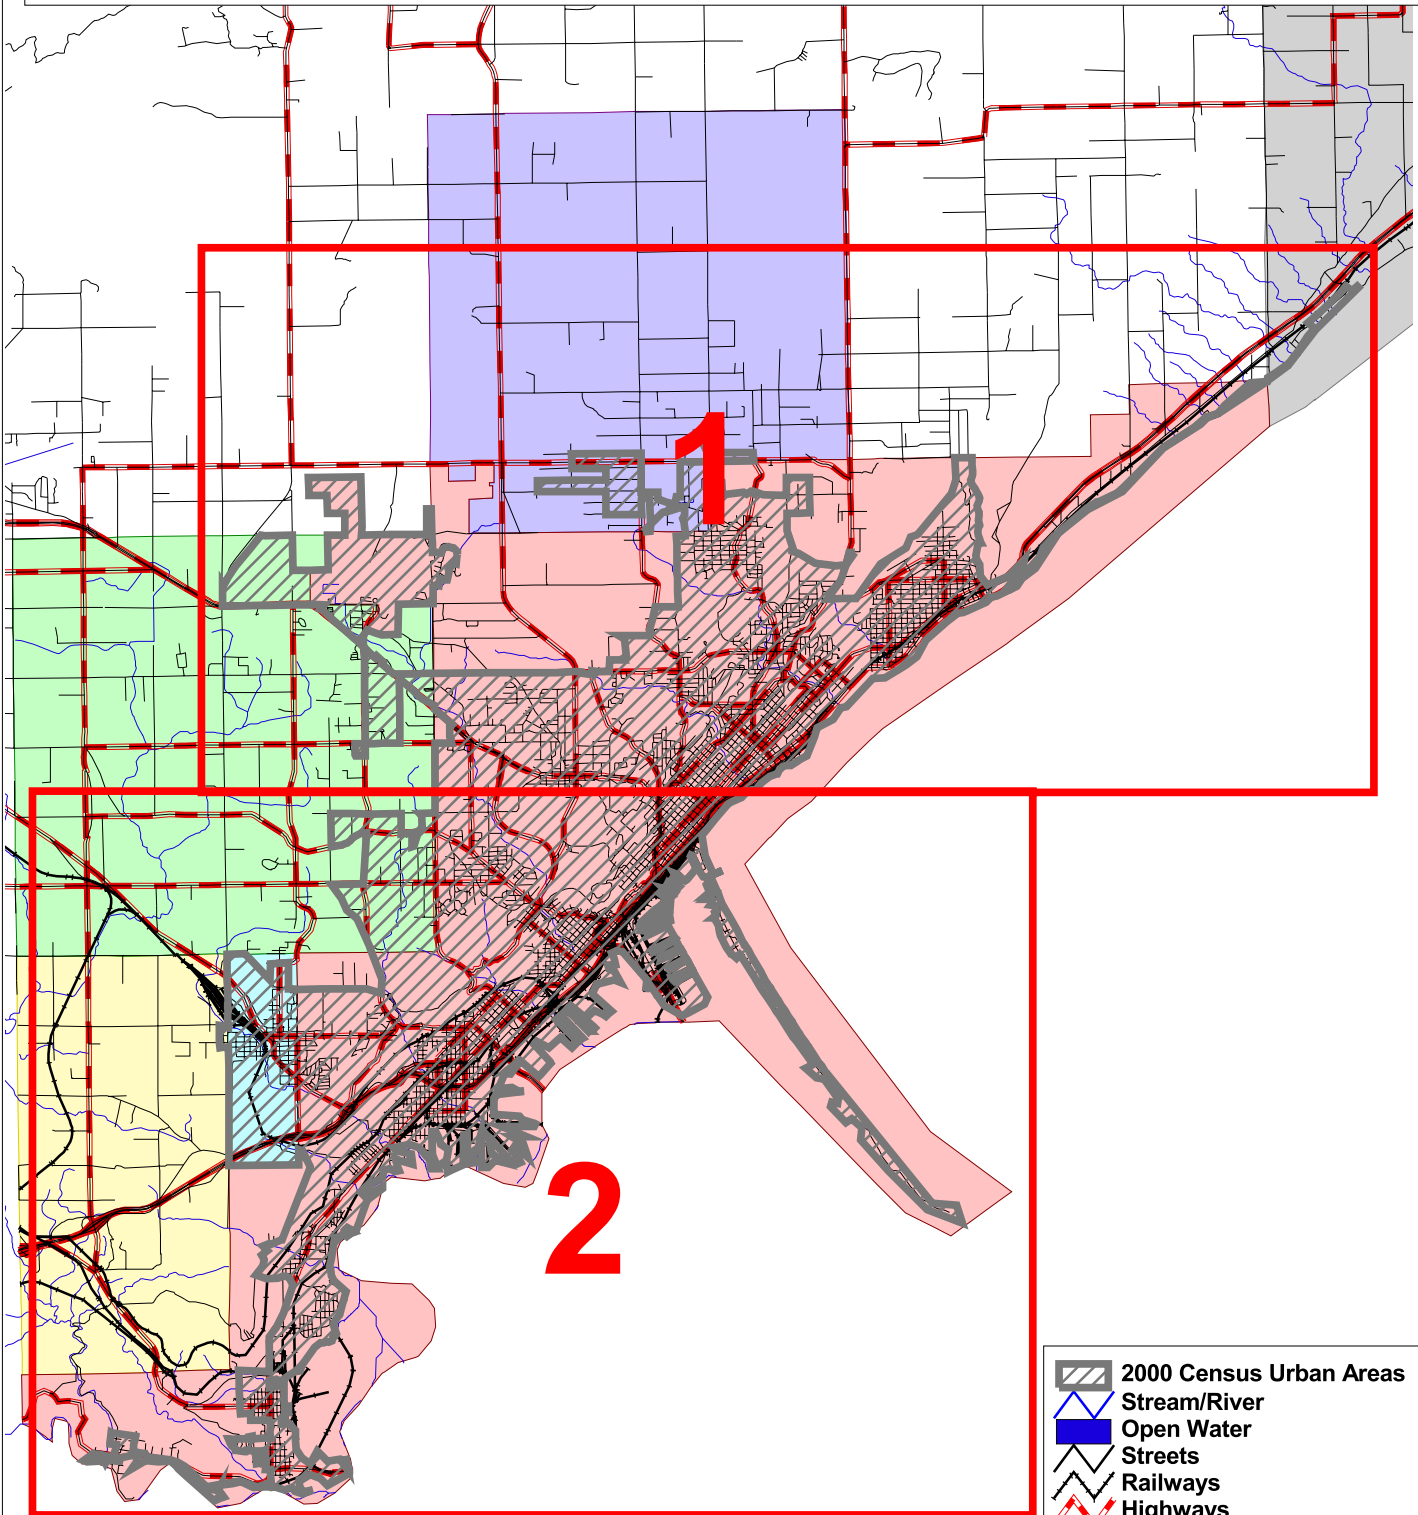 1
2
2000 Census Urban Areas
Stream/River
Open Water
Streets
Railways
Highways